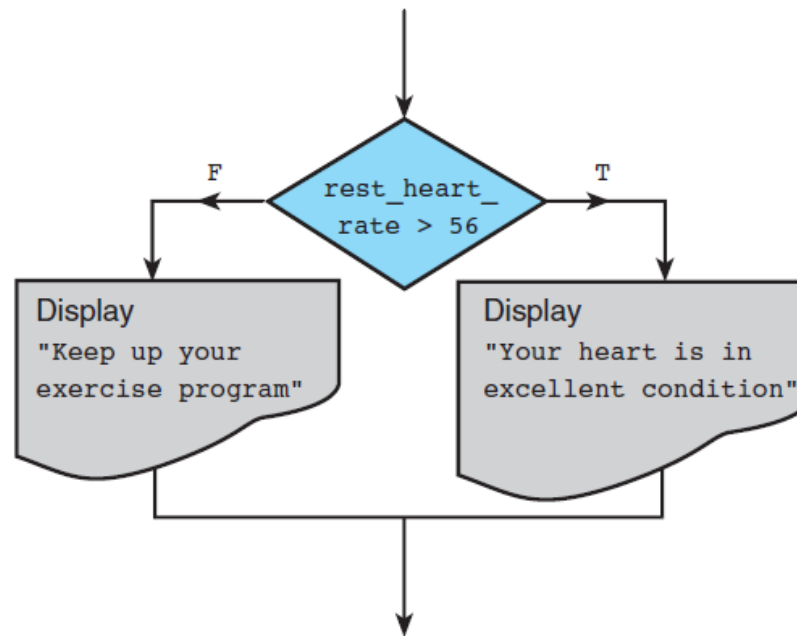 F
T
rest_heart_
rate > 56
Display
"Keep up your
exercise program"
Display
"Your heart is in
excellent condition"